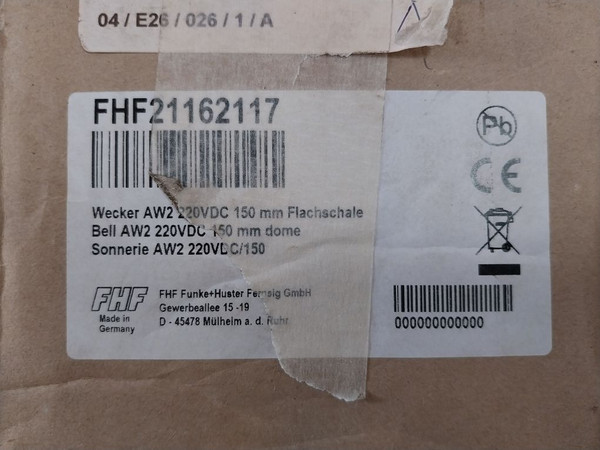 04 / E26 / 026 / 1 / A
FHF21162117
Pb
CE
Wecker AW2 220VDC 150 mm Flachschale
Bell AW2 220VDC 150 mm dome
Sonnerie AW2 220VDC/150
FHF
Made in
Germany
FHF Funke+Huster Fernsig GmbH
Gewerbeallee 15 -19
D - 45478 Mülheim a. d. Ruhr
000000000000